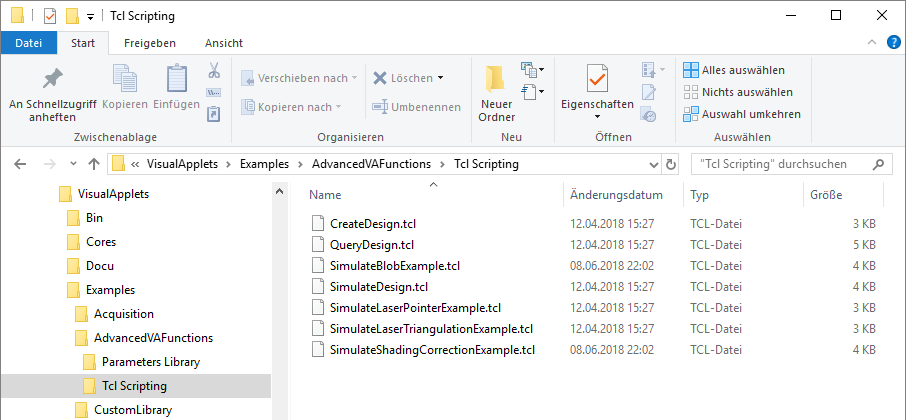 Tcl Scripting
Datei Start Freigeben Ansicht
An Schnellzugriff anheften
Kopieren
Einfügen
Zwischenablage
Verschieben nach
Kopieren nach
Löschen
Umbenennen
Organisieren
Neuer Ordner
Neu
Eigenschaften
Öffnen
Alles auswählen
Nichts auswählen
Auswahl umkehren
Auswählen
« VisualApplets > Examples > AdvancedVAFunctions > Tcl Scripting
"Tcl Scripting" durchsuchen
VisualApplets
Bin
Cores
Docu
Examples
Acquisition
AdvancedVAFunctions
Parameters Library
Tcl Scripting
CustomLibrary
Name Änderungsdatum Typ Größe
CreateDesign.tcl 12.04.2018 15:27 TCL-Datei 3 KB
QueryDesign.tcl 12.04.2018 15:27 TCL-Datei 5 KB
SimulateBlobExample.tcl 08.06.2018 22:02 TCL-Datei 4 KB
SimulateDesign.tcl 12.04.2018 15:27 TCL-Datei 4 KB
SimulateLaserPointerExample.tcl 12.04.2018 15:27 TCL-Datei 3 KB
SimulateLaserTriangulationExample.tcl 12.04.2018 15:27 TCL-Datei 3 KB
SimulateShadingCorrectionExample.tcl 08.06.2018 22:02 TCL-Datei 4 KB